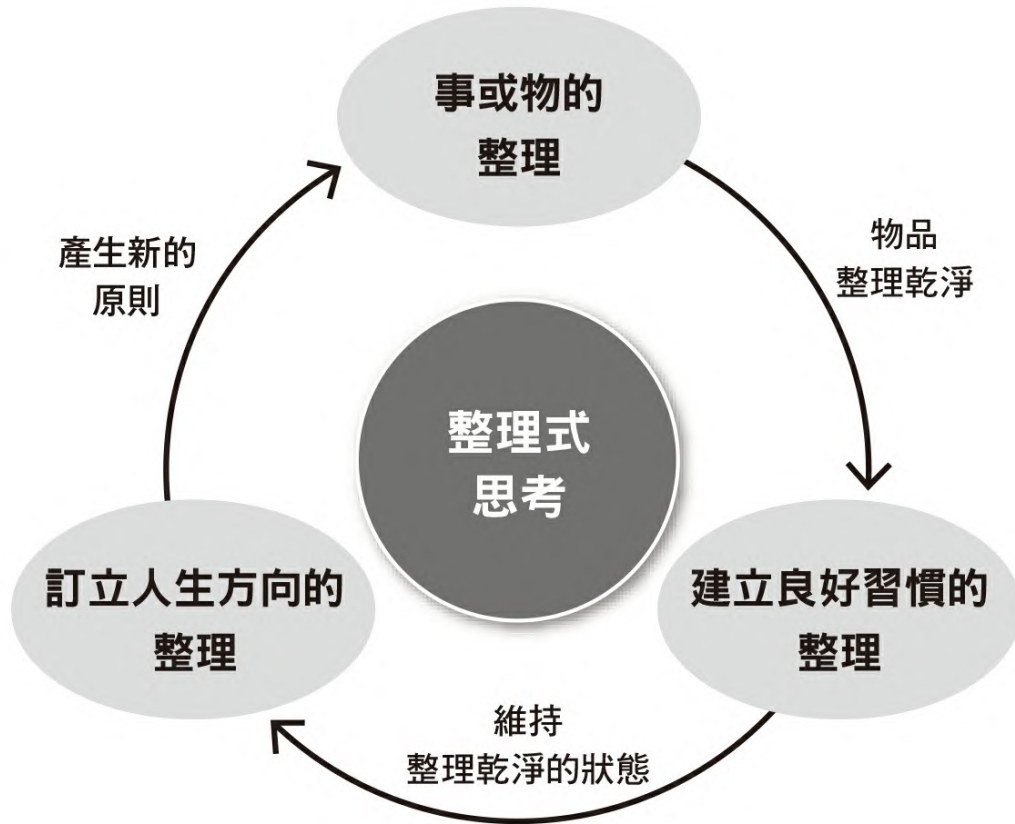 事或物的
整理
物品
整理乾淨
產生新的
原則
整理式
思考
訂立人生方向的
整理
建立良好習慣的
整理
維持
整理乾淨的狀態